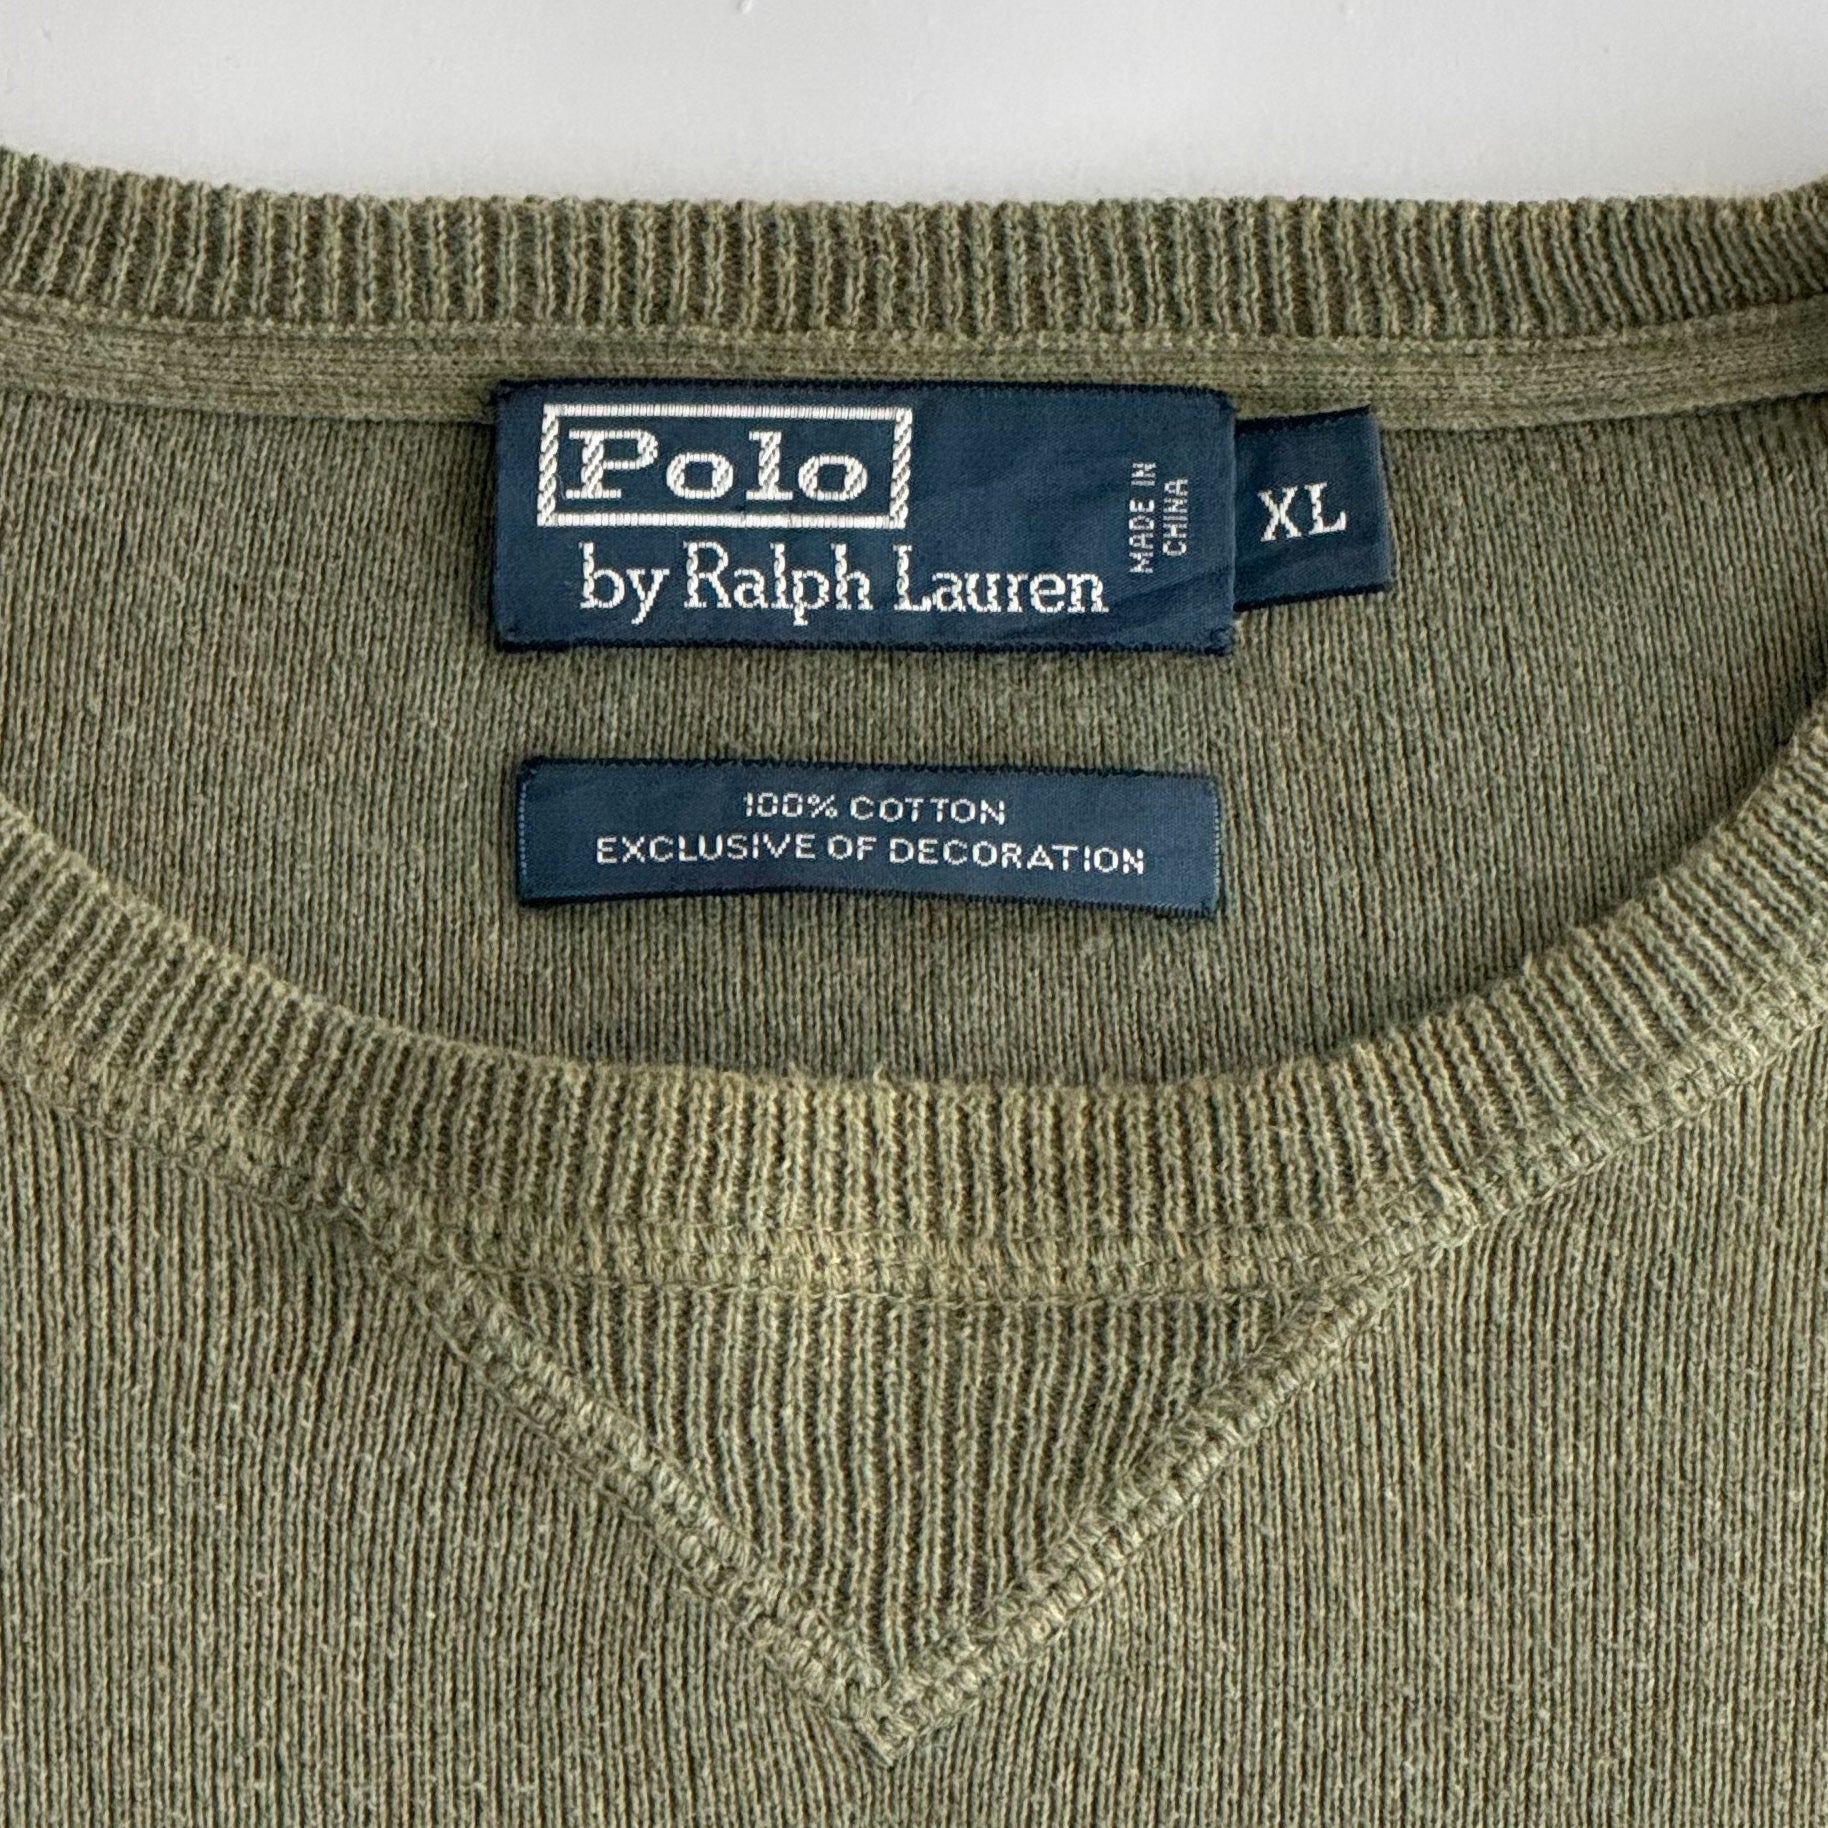 Polo
by Ralph Lauren
MADE IN
CHINA
XL
100% COTTON
EXCLUSIVE OF DECORATION